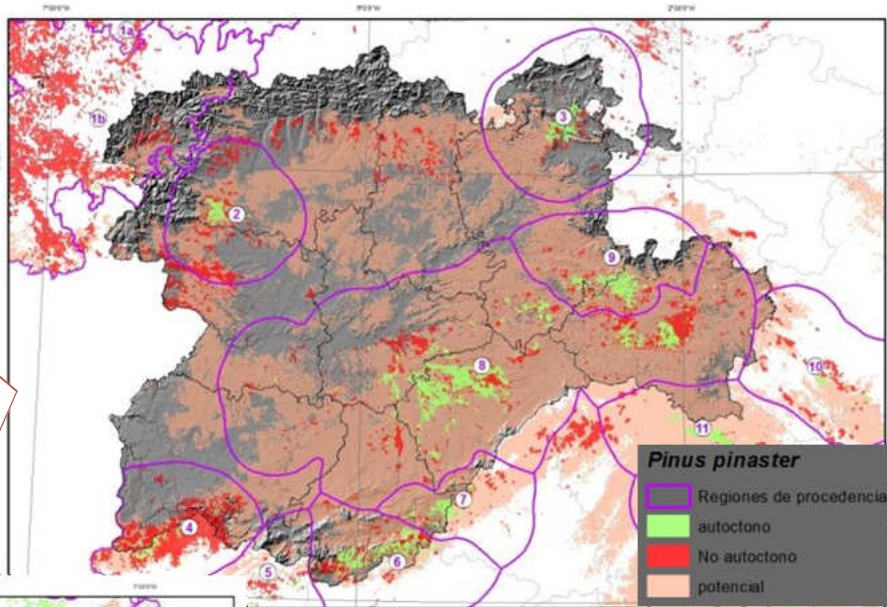 1a
1b
3
2
9
8
10
11
7
4
6
5
Pinus pinaster
Regiones de procedencia
autoctono
No autoctono
potencial